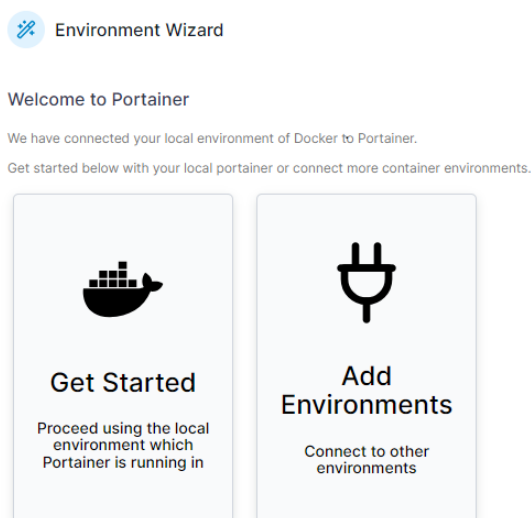 Environment Wizard
Welcome to Portainer
We have connected your local environment of Docker to Portainer.
Get started below with your local portainer or connect more container environments.
Get Started
Proceed using the local
environment which
Portainer is running in
Add
Environments
Connect to other
environments